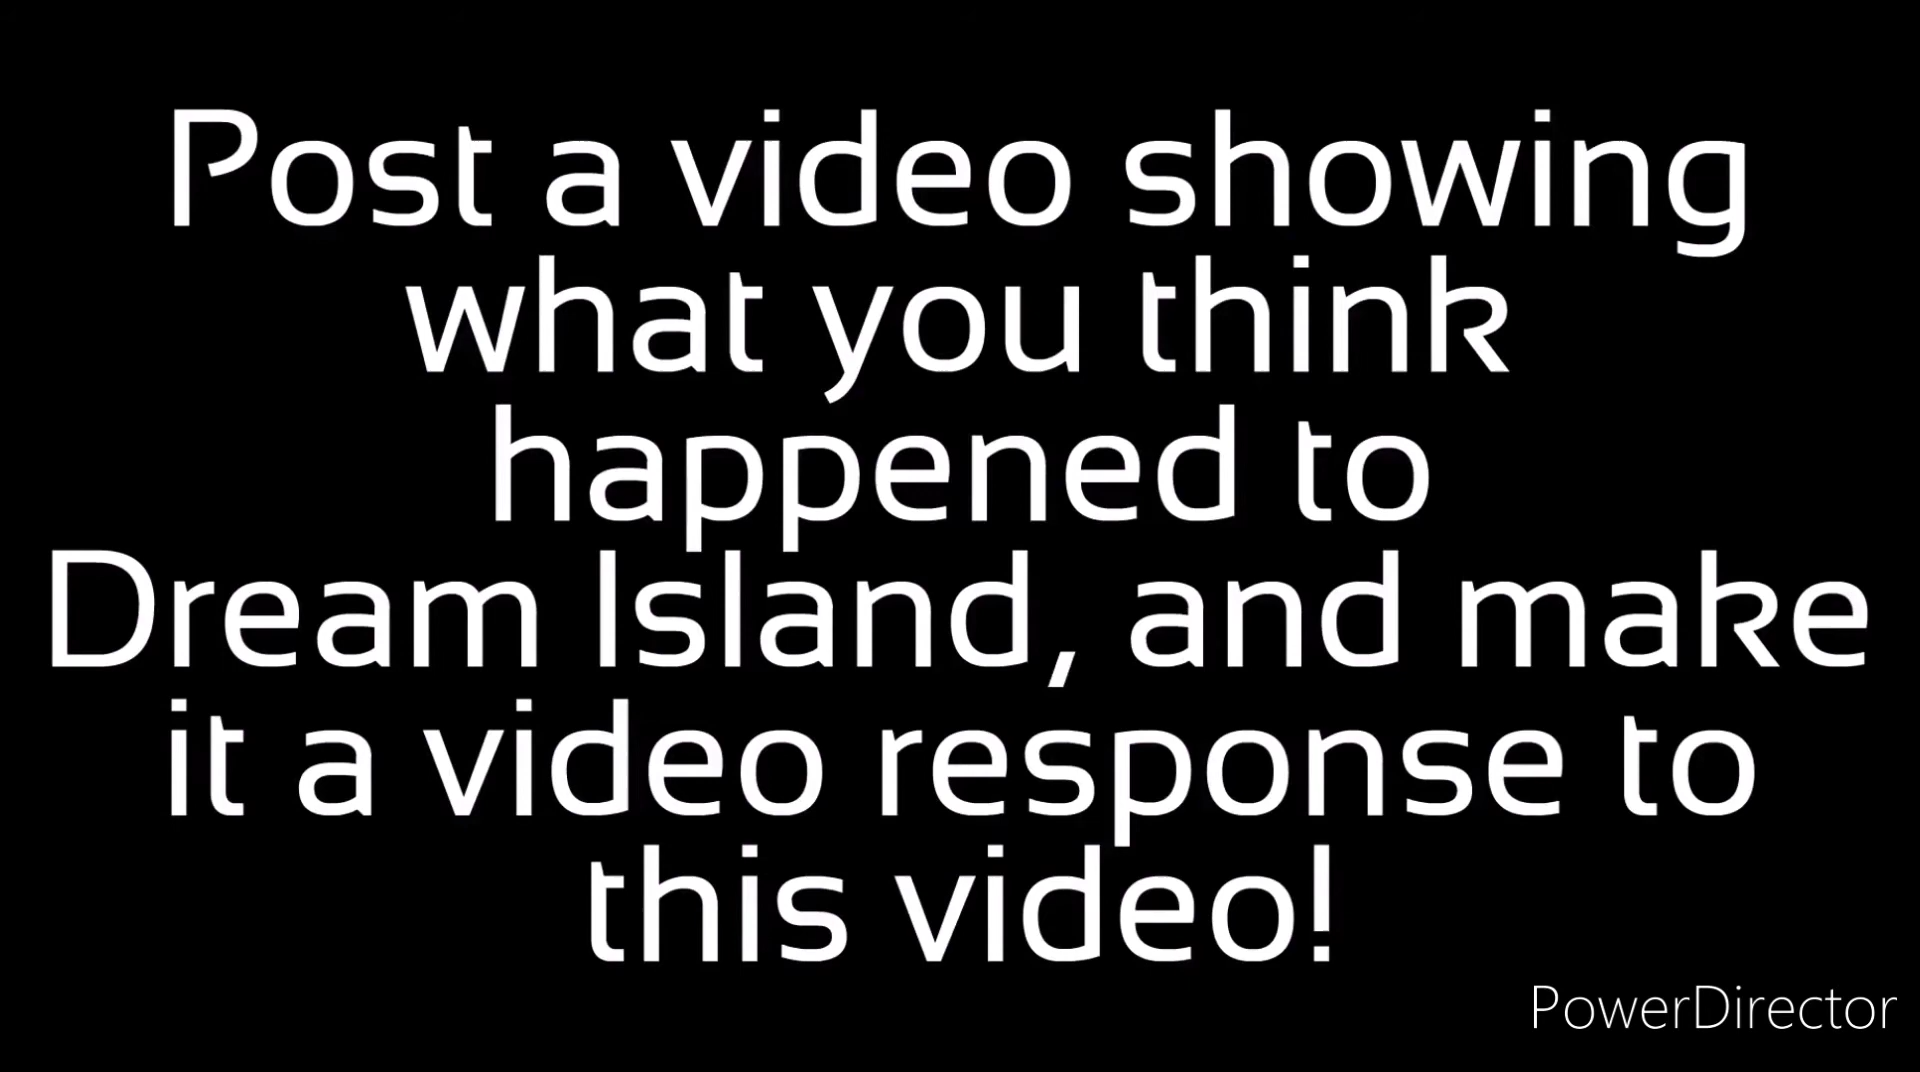 Post a video showing
what you think
happened to
Dream Island, and make
it a video response to
this video!
PowerDirector